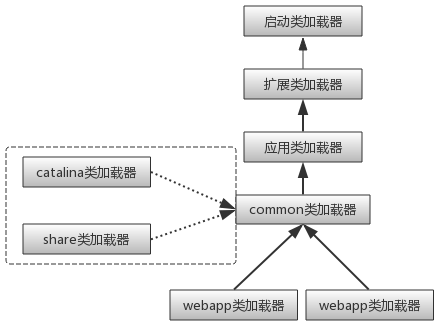 启动类加载器
扩展类加载器
应用类加载器
catalina类加载器
common类加载器
share类加载器
webapp类加载器
webapp类加载器